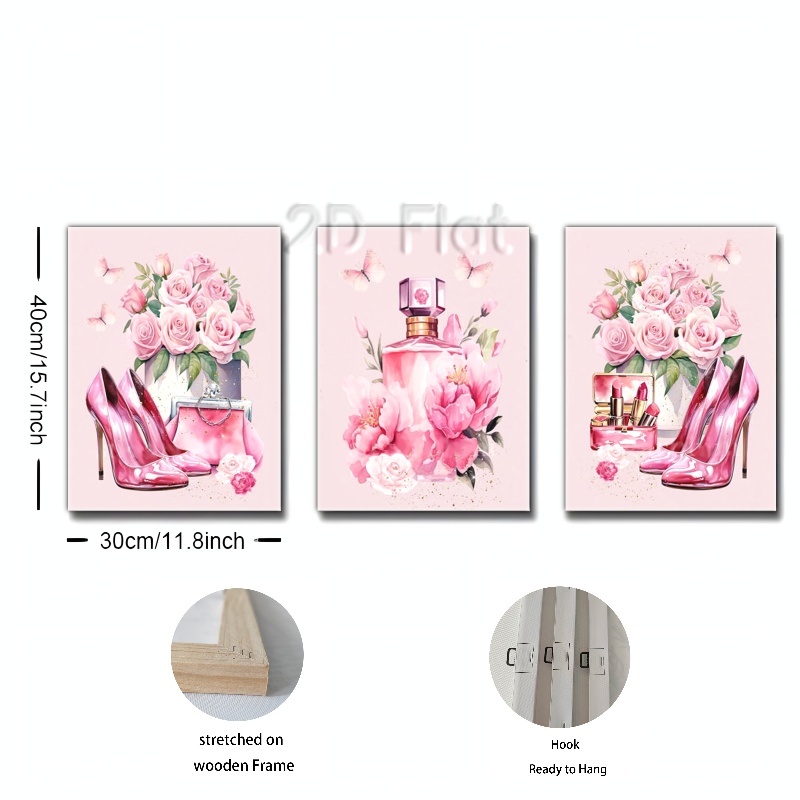 2D Flat
40cm/15.7inch
30cm/11.8inch
stretched on
wooden Frame
Hook
Ready to Hang